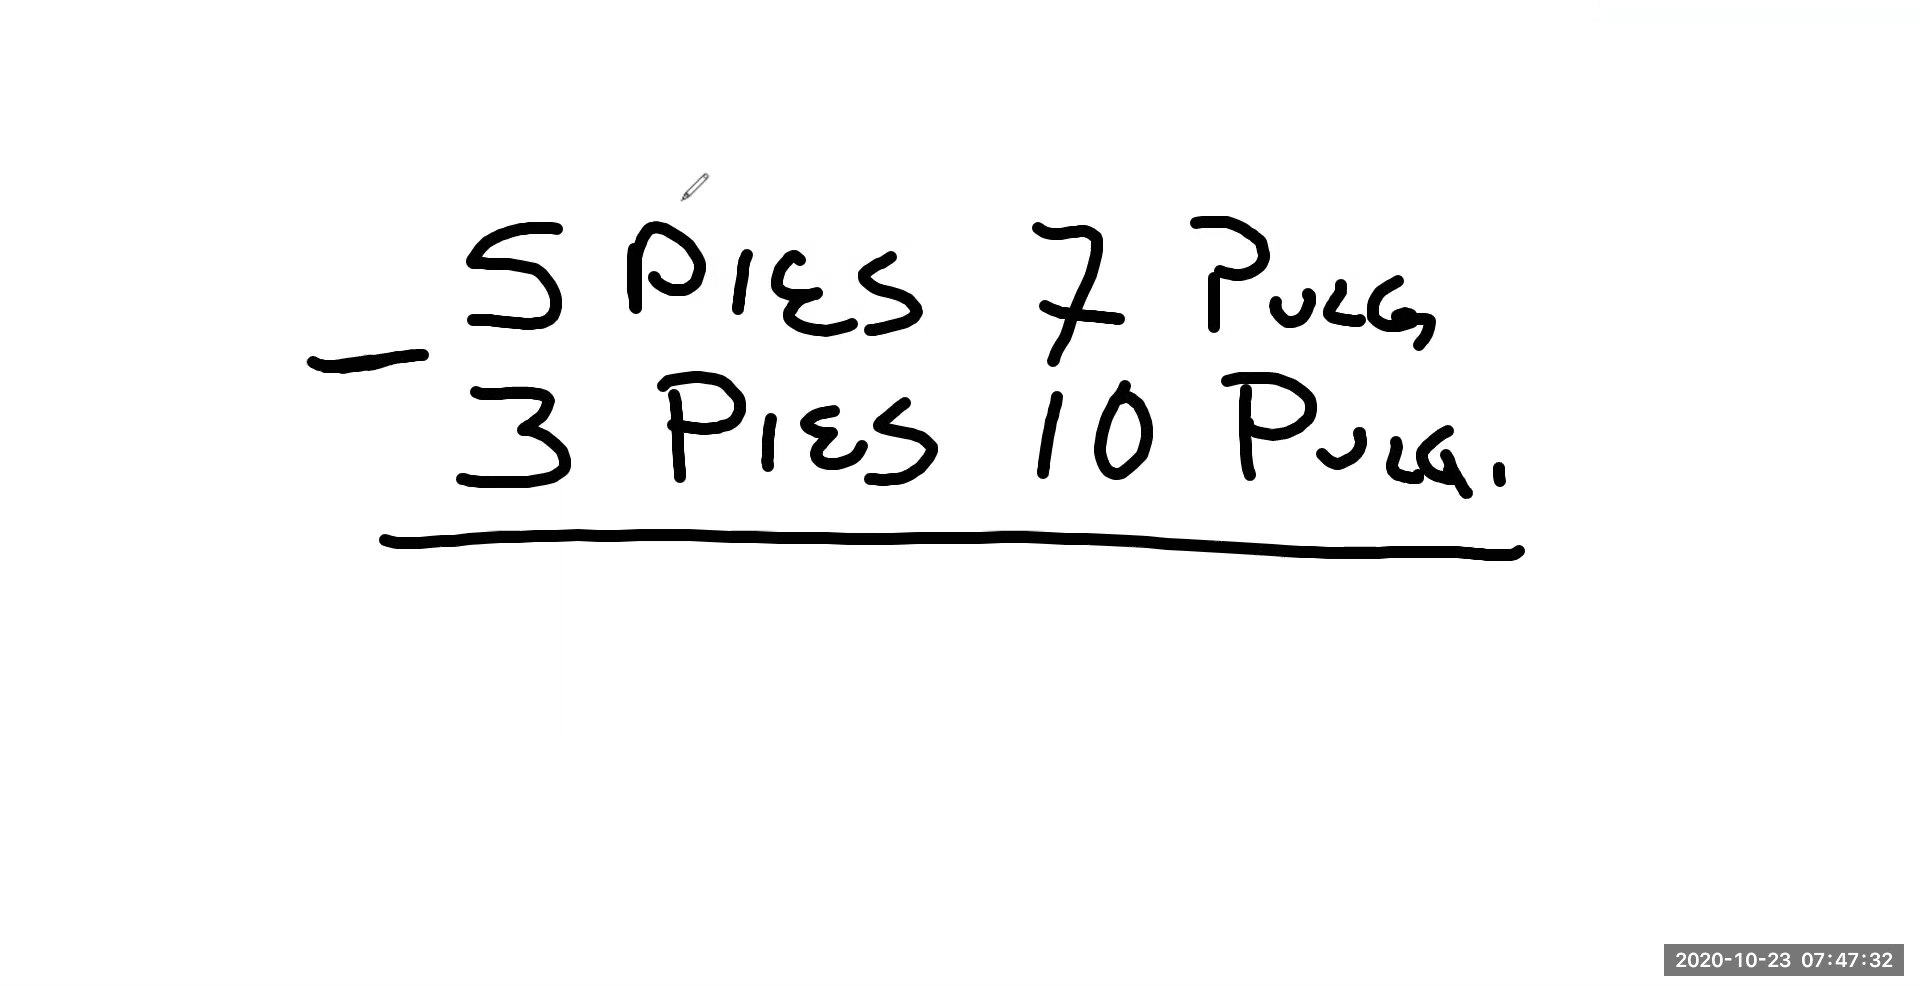 5 PIES 7 PULG,
—
3 PIES 10 PULG.
2020-10-23 07:47:32